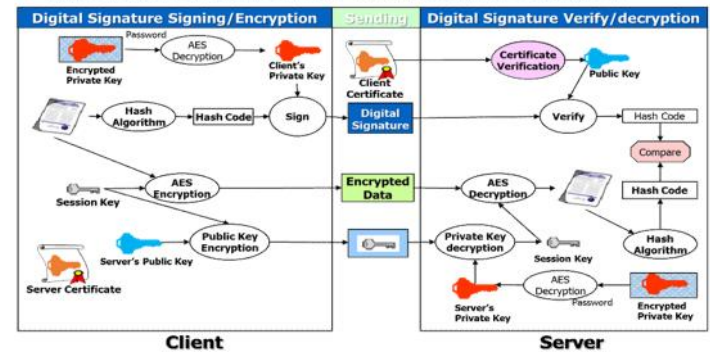 Digital Signature Signing/Encryption
Sending
Digital Signature Verify/decryption
Password
AES
Decryption
Encrypted
Private Key
Client's
Private Key
Client
Certificate
Certificate
Verification
Public Key
Hash
Algorithm
Hash Code
Sign
Digital
Signature
Verify
Hash Code
Compare
Session Key
AES
Encryption
Encrypted
Data
AES
Decryption
Hash Code
Server's Public Key
Public Key
Encryption
Private Key
decryption
Session Key
Hash
Algorithm
Server Certificate
Server's
Private Key
AES
Decryption
Password
Encrypted
Private Key
Client
Server